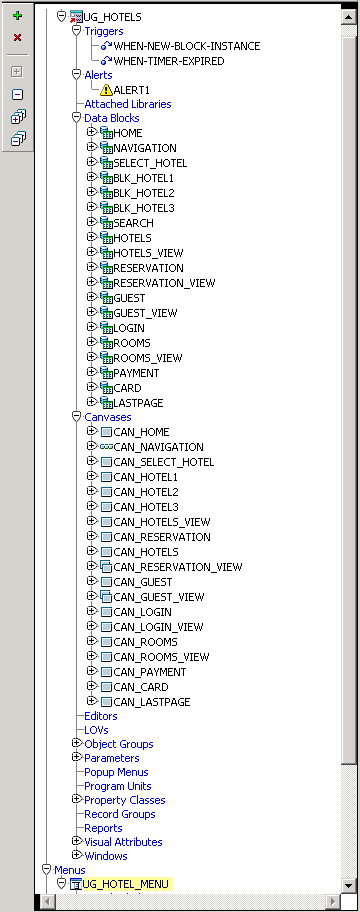 UG_HOTELS
Triggers
WHEN-NEW-BLOCK-INSTANCE
WHEN-TIMER-EXPIRED
Alerts
ALERT1
Attached Libraries
Data Blocks
HOME
NAVIGATION
SELECT_HOTEL
BLK_HOTEL1
BLK_HOTEL2
BLK_HOTEL3
SEARCH
HOTELS
HOTELS_VIEW
RESERVATION
RESERVATION_VIEW
GUEST
GUEST_VIEW
LOGIN
ROOMS
ROOMS_VIEW
PAYMENT
CARD
LASTPAGE
Canvases
CAN_HOME
CAN_NAVIGATION
CAN_SELECT_HOTEL
CAN_HOTEL1
CAN_HOTEL2
CAN_HOTEL3
CAN_HOTELS_VIEW
CAN_RESERVATION
CAN_HOTELS
CAN_RESERVATION_VIEW
CAN_GUEST
CAN_GUEST_VIEW
CAN_LOGIN
CAN_LOGIN_VIEW
CAN_ROOMS
CAN_ROOMS_VIEW
CAN_PAYMENT
CAN_CARD
CAN_LASTPAGE
Editors
LOVs
Object Groups
Parameters
Popup Menus
Program Units
Property Classes
Record Groups
Reports
Visual Attributes
Windows
Menus
UG_HOTEL_MENU